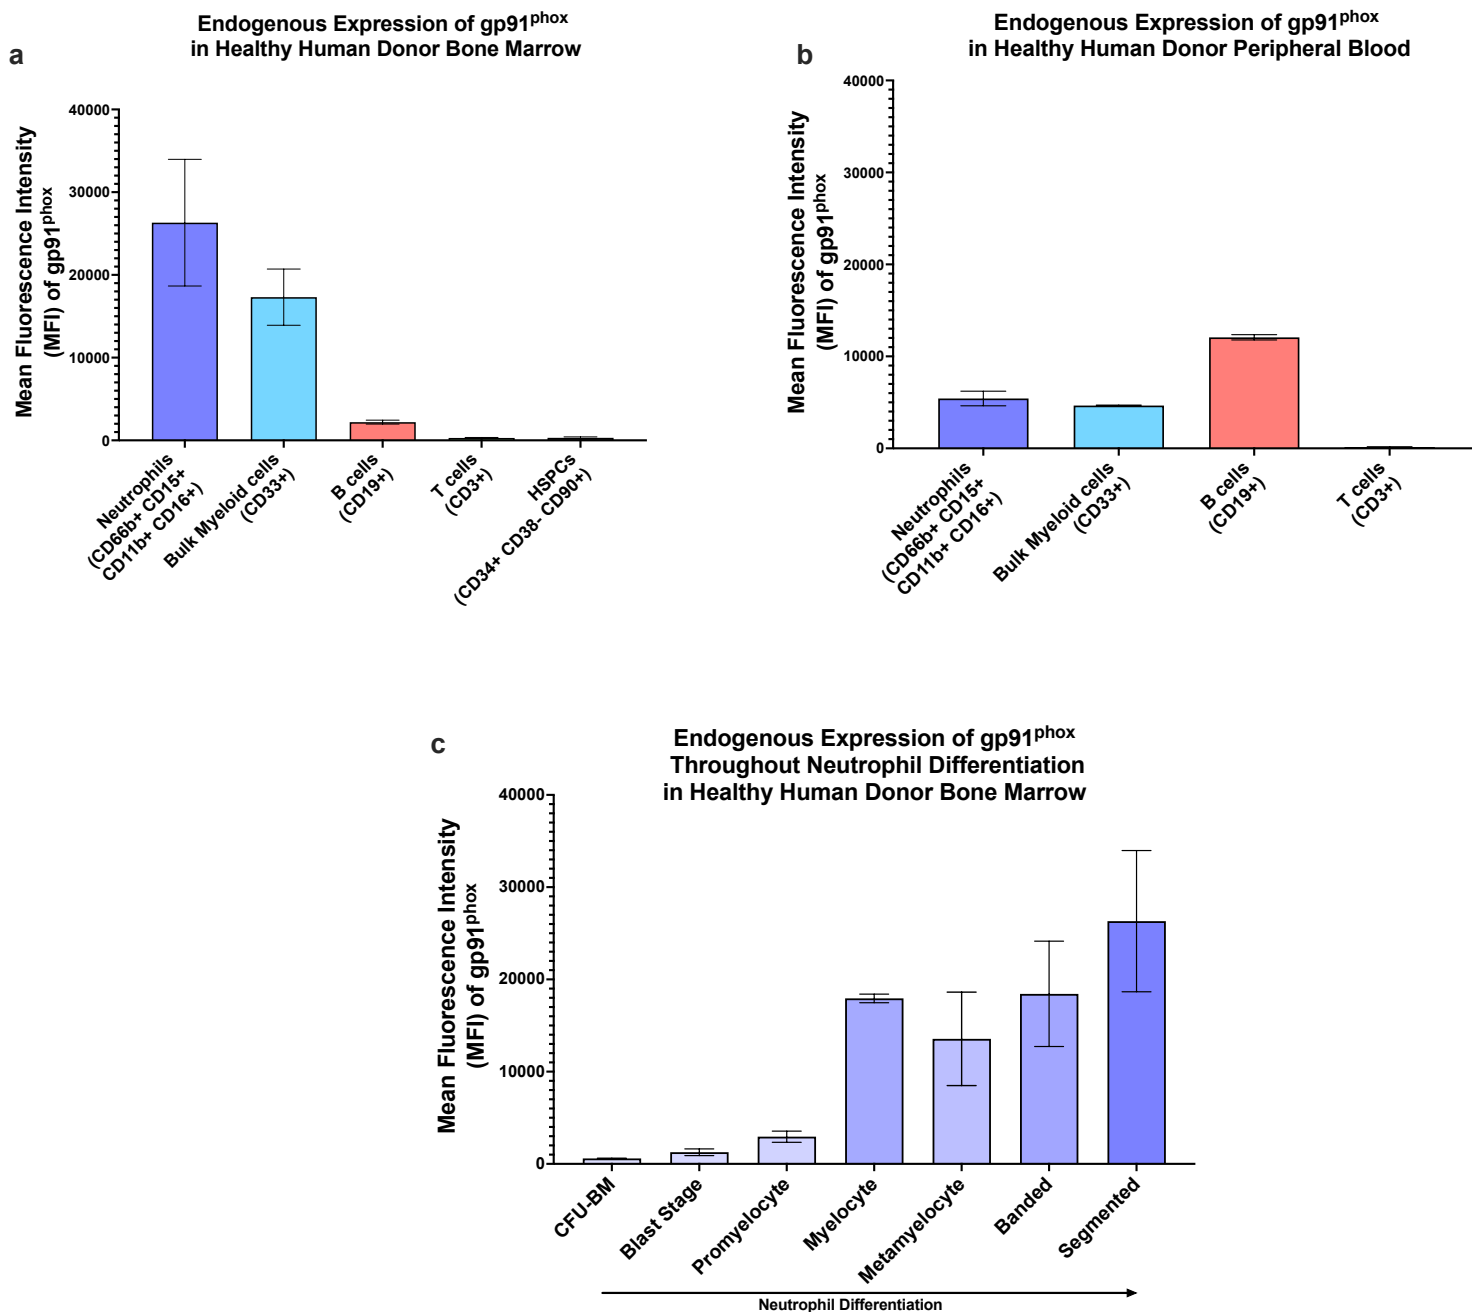 a
Endogenous Expression of gp91phox
in Healthy Human Donor Bone Marrow
Mean Fluorescence Intensity
(MFI) of gp91phox
40000
30000
20000
10000
0
Neutrophils
(CD66b+ CD15+
CD11b+ CD16+)
Bulk Myeloid cells
(CD33+)
B cells
(CD19+)
T cells
(CD3+)
HSPCs
(CD34+ CD38- CD90+)
b
Endogenous Expression of gp91phox
in Healthy Human Donor Peripheral Blood
Mean Fluorescence Intensity
(MFI) of gp91phox
40000
30000
20000
10000
0
Neutrophils
(CD66b+ CD15+
CD11b+ CD16+)
Bulk Myeloid cells
(CD33+)
B cells
(CD19+)
T cells
(CD3+)
c
Endogenous Expression of gp91phox
Throughout Neutrophil Differentiation
in Healthy Human Donor Bone Marrow
Mean Fluorescence Intensity
(MFI) of gp91phox
40000
30000
20000
10000
0
CFU-BM
Blast Stage
Promyelocyte
Myelocyte
Metamyelocyte
Banded
Segmented
Neutrophil Differentiation